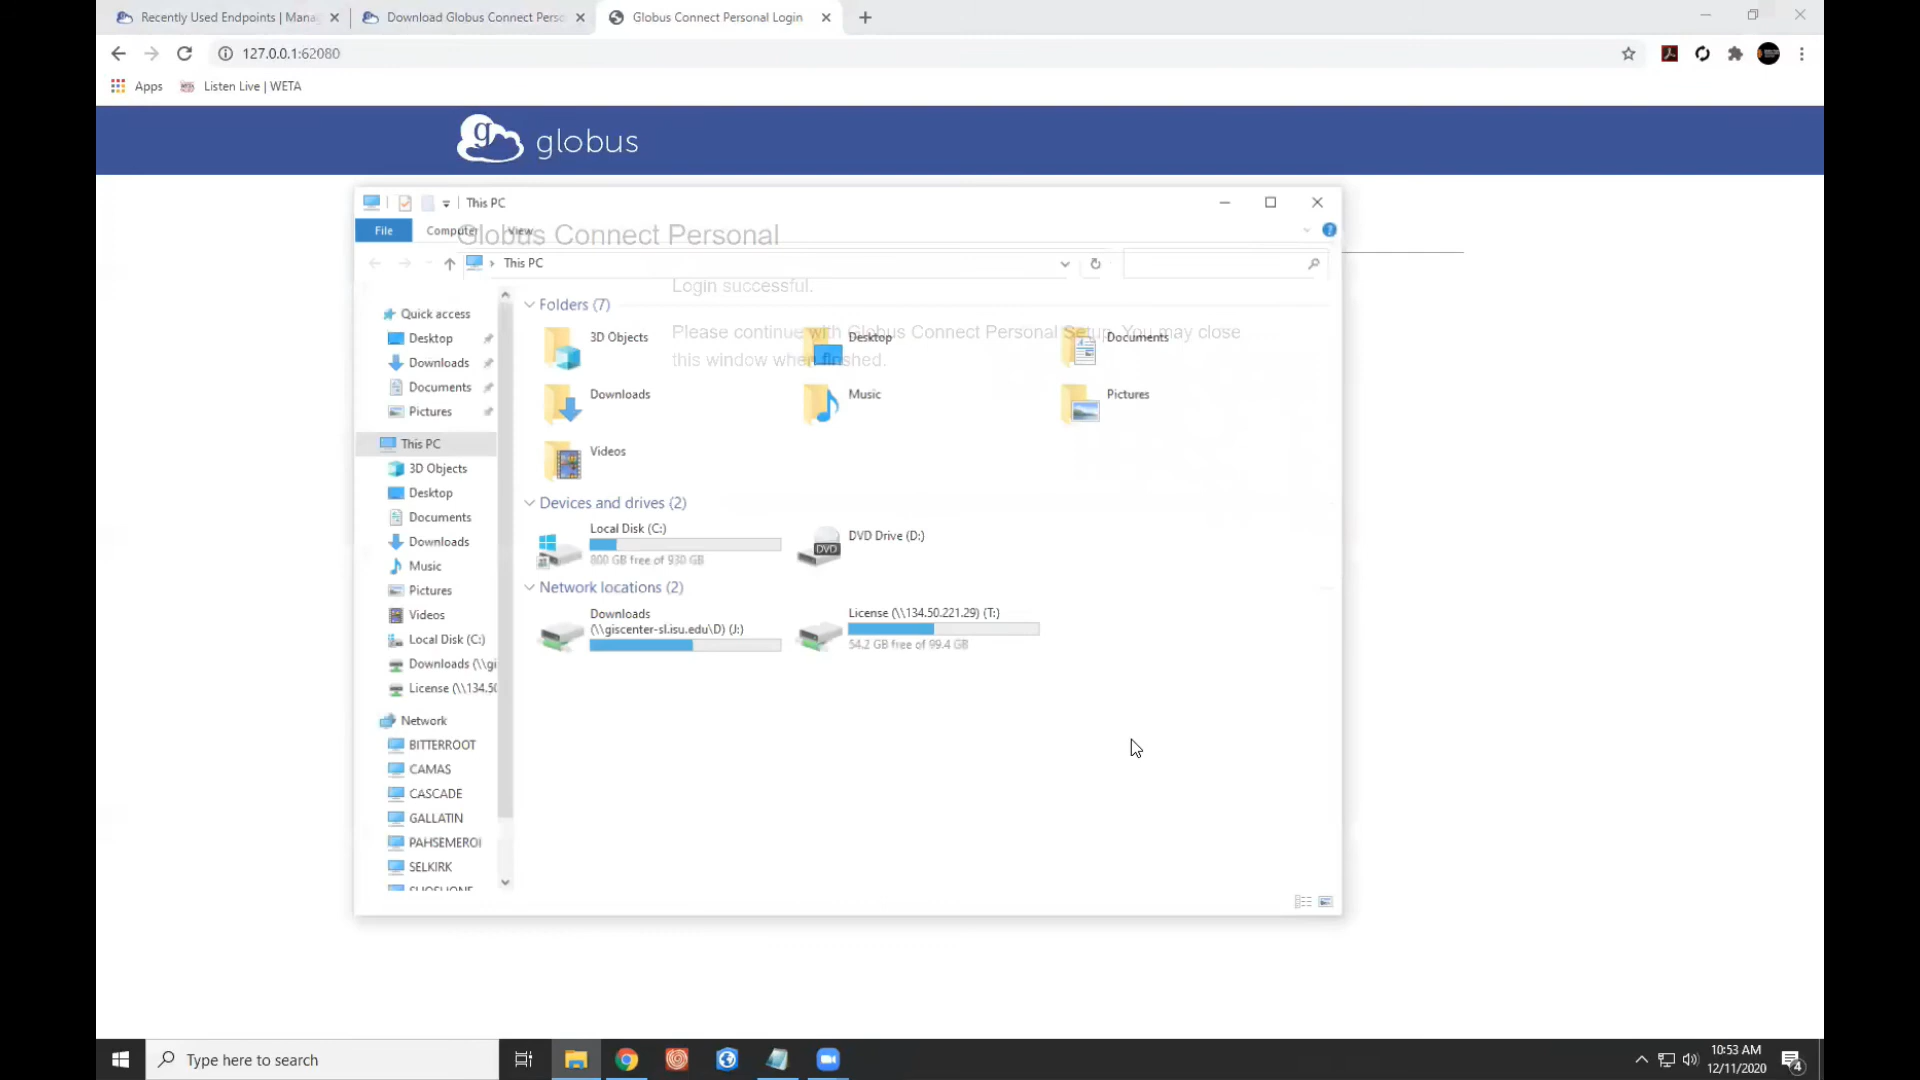 Recently Used Endpoints | Mana
Download Globus Connect Perso
Globus Connect Personal Login
127.0.0.1:62080
Apps
Listen Live | WETA
globus
This PC
File
Computer
View
Globus Connect Personal
This PC
Login successful.
Please continue with Globus Connect Personal Setup. You may close
this window when finished.
Quick access
Desktop
Downloads
Documents
Pictures
This PC
3D Objects
Desktop
Documents
Downloads
Music
Pictures
Videos
Local Disk (C:)
Downloads (\\gi
License (\\134.50
Network
BITTERROOT
CAMAS
CASCADE
GALLATIN
PAHSEMEROI
SELKIRK
SHOSHONE
Folders (7)
3D Objects
Desktop
Documents
Downloads
Music
Pictures
Videos
Devices and drives (2)
Local Disk (C:)
800 GB free of 930 GB
DVD
DVD Drive (D:)
Network locations (2)
Downloads
(\\giscenter-sl.isu.edu\D) (J:)
License (\\134.50.221.29) (T:)
54.2 GB free of 99.4 GB
Type here to search
10:53 AM
12/11/2020
4